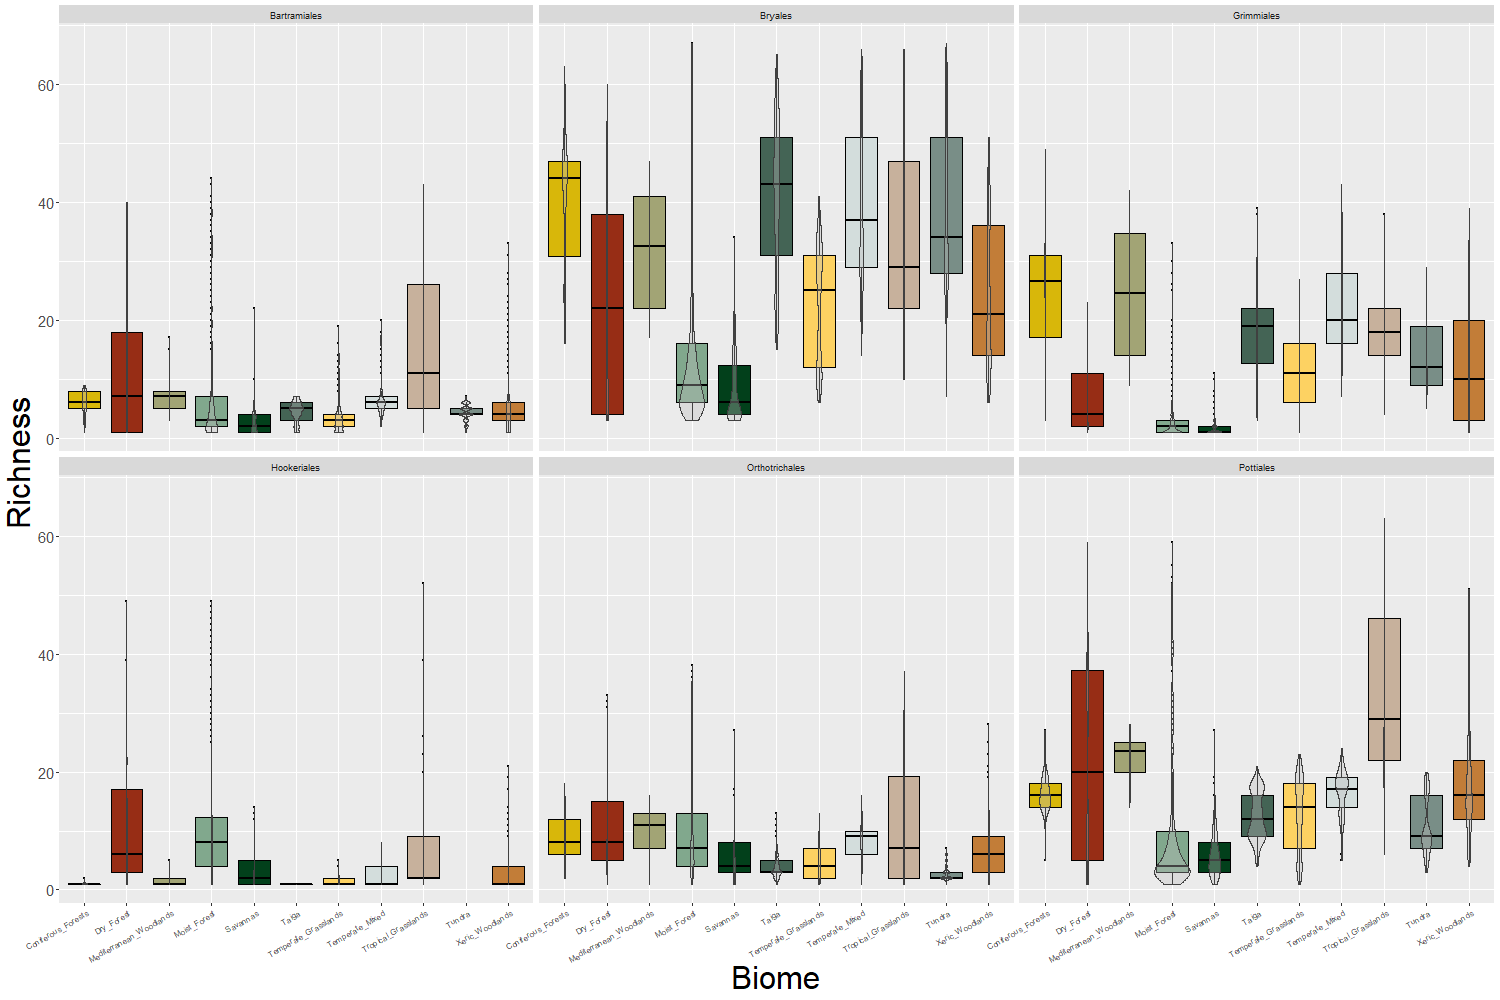 Bartramiales Bryales Grimmiales
60
40
20
0
Richness
Hookeriales Orthotrichales Pottiales
60
40
20
0
Coniferous_Forests Dry_Forest Mediterranean_Woodlands Moist_Forest Savannas Taiga Temperate_Grasslands Temperate_Mixed Tropical_Grasslands Tundra Xeric_Woodlands
Coniferous_Forests Dry_Forest Mediterranean_Woodlands Moist_Forest Savannas Taiga Temperate_Grasslands Temperate_Mixed Tropical_Grasslands Tundra Xeric_Woodlands
Coniferous_Forests Dry_Forest Mediterranean_Woodlands Moist_Forest Savannas Taiga Temperate_Grasslands Temperate_Mixed Tropical_Grasslands Tundra Xeric_Woodlands
Biome